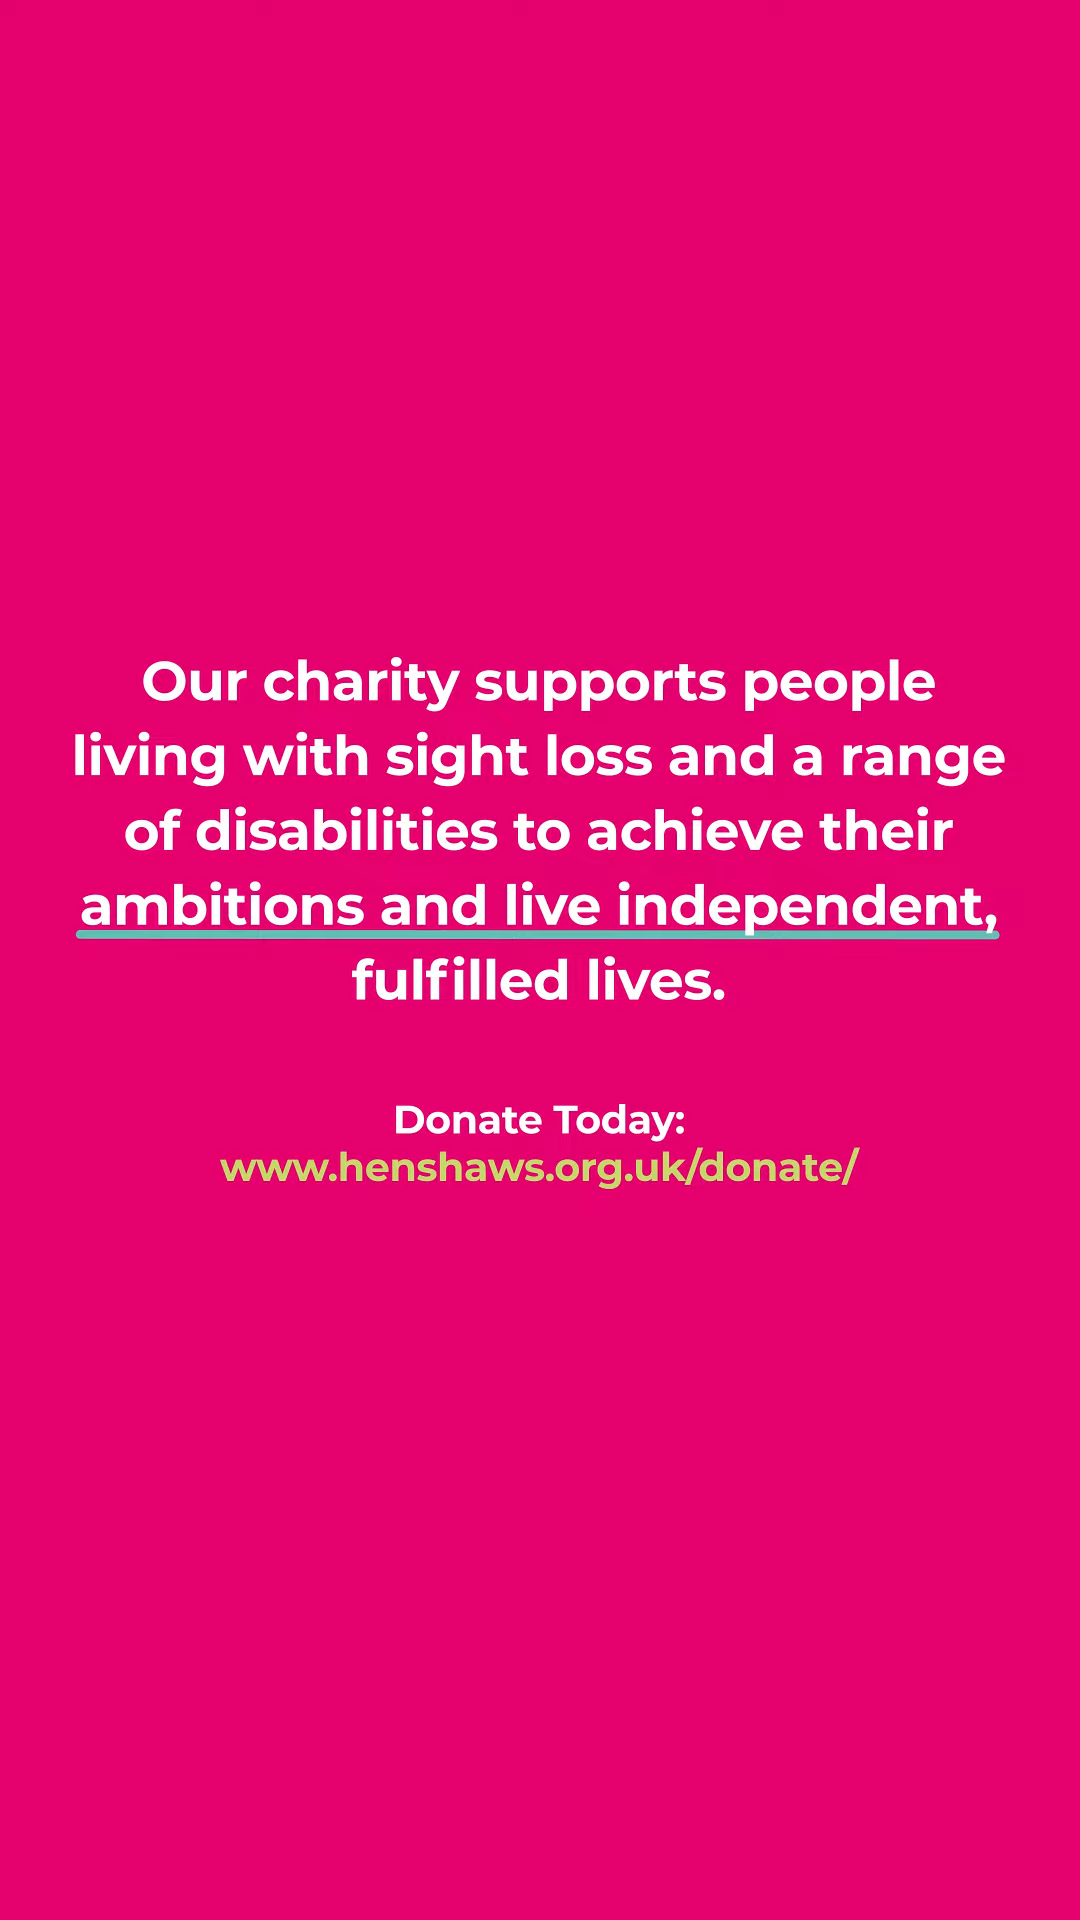 Our charity supports people
living with sight loss and a range
of disabilities to achieve their
ambitions and live independent,
fulfilled lives.
Donate Today:
www.henshaws.org.uk/donate/